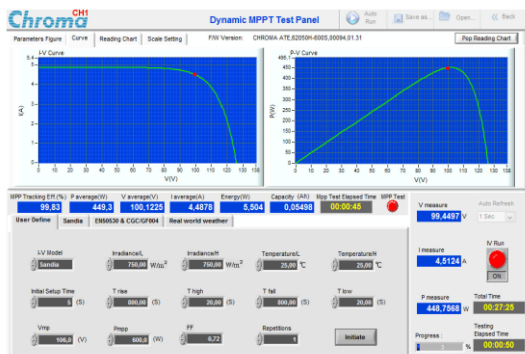 CH1
Chroma
Dynamic MPPT Test Panel
Auto Run
Save as...
Open...
Back
Parameters Figure Curve Reading Chart Scale Setting F/W Version: CHROMA ATE,62050H-600S,00094,01.31 Pop Reading Chart
I-V Curve
I(A)
V(V)
P-V Curve
P(W)
V(V)
MPP Tracking Eff.(%) P average(W) V average(V) I average(A) Energy(W) Capacity (Ah) Mpp Test Elapsed Time MPP Test
99,83 449,3 100,1225 4,4878 5,504 0,05498 00:00:45
User Define Sandia EN50530 & CGC/GF004 Real world weather
I-V Model Irradiance/L Irradiance/H Temperature/L Temperature/H
Sandia 750,00 W/m² 750,00 W/m² 25,00 °C 25,00 °C
Initial Setup Time T rise T high T fall T low
5 (S) 800,00 (S) 20,00 (S) 800,00 (S) 20,00 (S)
Vmp Pmpp FF Repetitions
106,0 (V) 600,0 (W) 0,72 1 Initiate
V measure Auto Refresh
99,4497 V 1 Sec
I measure IV Run
4,5124 A
ON
P measure Total Time
448,7568 W 00:27:25
Testing Elapsed Time
Progress: % 00:00:50